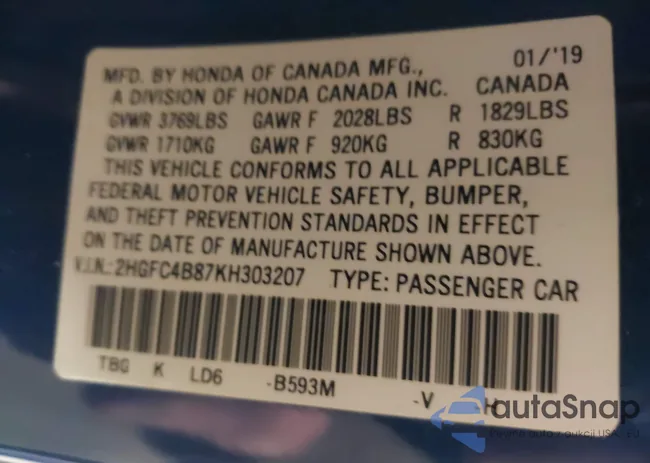 MFD. BY HONDA OF CANADA MFG., 01/'19
A DIVISION OF HONDA CANADA INC. CANADA
GVWR 3769LBS GAWR F 2028LBS R 1829LBS
GVWR 1710KG GAWR F 920KG R 830KG
THIS VEHICLE CONFORMS TO ALL APPLICABLE
FEDERAL MOTOR VEHICLE SAFETY, BUMPER,
AND THEFT PREVENTION STANDARDS IN EFFECT
ON THE DATE OF MANUFACTURE SHOWN ABOVE.
V.I.N.: 2HGFC4B87KH303207 TYPE: PASSENGER CAR
TBG K LD6 -B593M -V H
autaSnap
aukcji USA